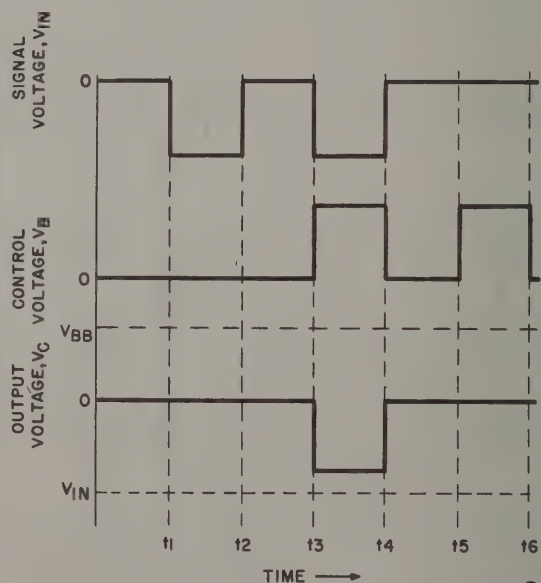 SIGNAL
VOLTAGE, VIN
0
CONTROL
VOLTAGE, VB
0
VBB
OUTPUT
VOLTAGE, VC
0
VIN
t1 t2 t3 t4 t5 t6
TIME